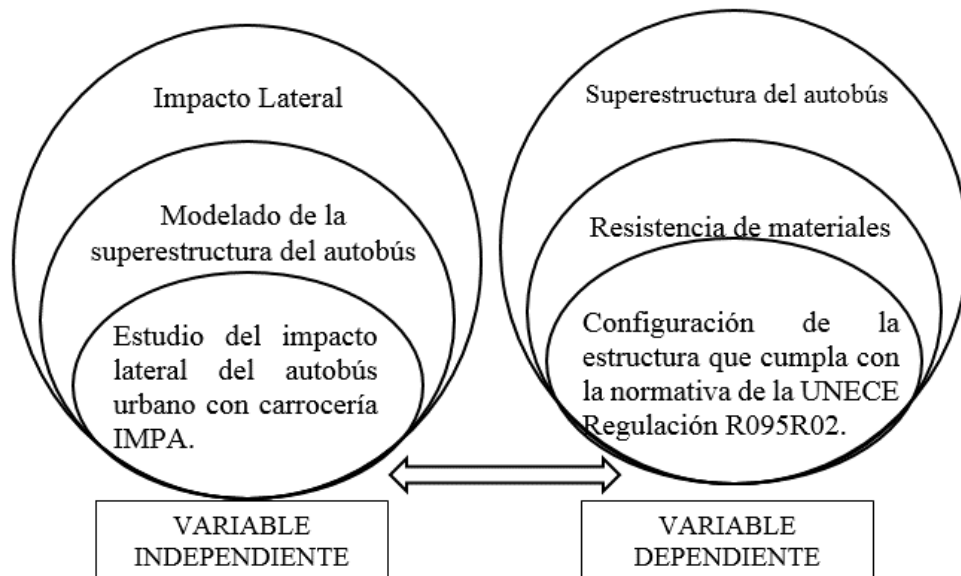 Impacto Lateral
Modelado de la
superestructura del autobús
Estudio del impacto
lateral del autobús
urbano con carrocería
IMPA.
VARIABLE
INDEPENDIENTE
Superestructura del autobús
Resistencia de materiales
Configuración de la
estructura que cumpla con
la normativa de la UNECE
Regulación R095R02.
VARIABLE
DEPENDIENTE